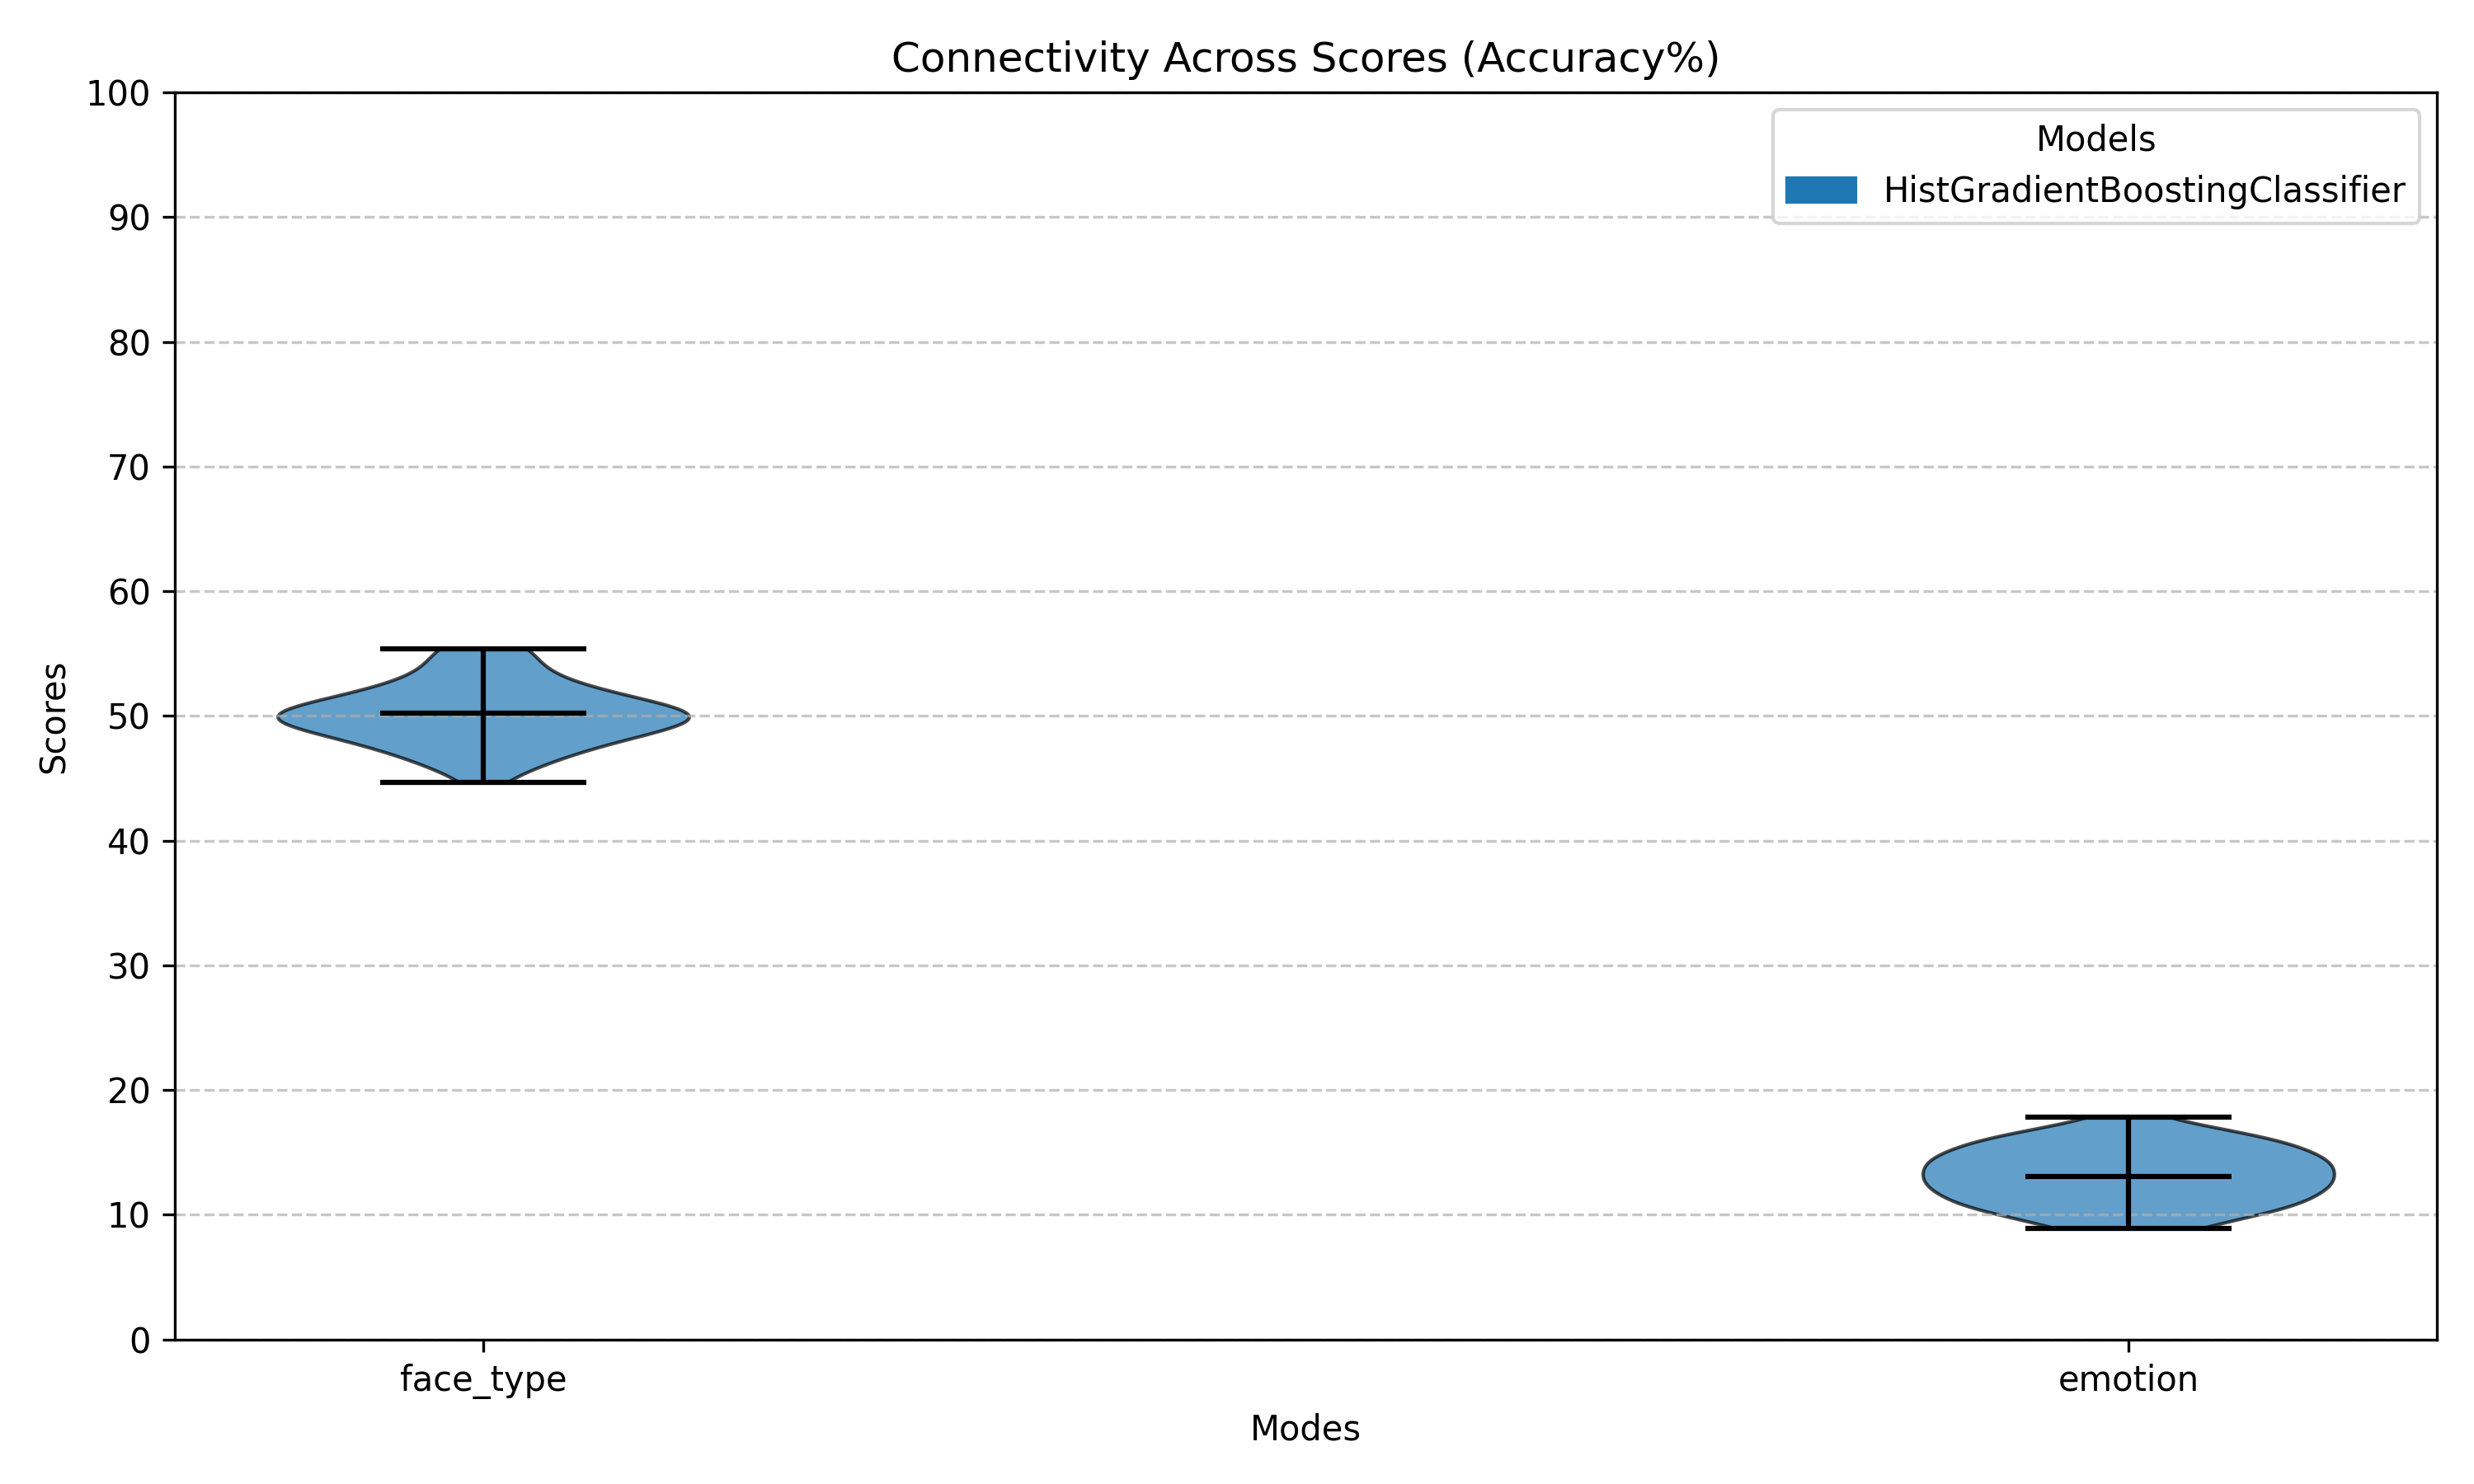 Connectivity Across Scores (Accuracy%)
Models
HistGradientBoostingClassifier
100
90
80
70
60
50
40
30
20
10
0
Scores
face_type
emotion
Modes